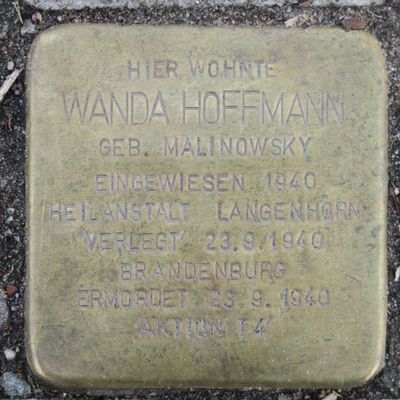 HIER WOHNTE
WANDA HOFFMANN
GEB. MALINOWSKY
EINGEWIESEN 1940
HEILANSTALT LANGENHORN
'VERLEGT' 23.9.1940
BRANDENBURG
ERMORDET 23.9.1940
'AKTION T4'